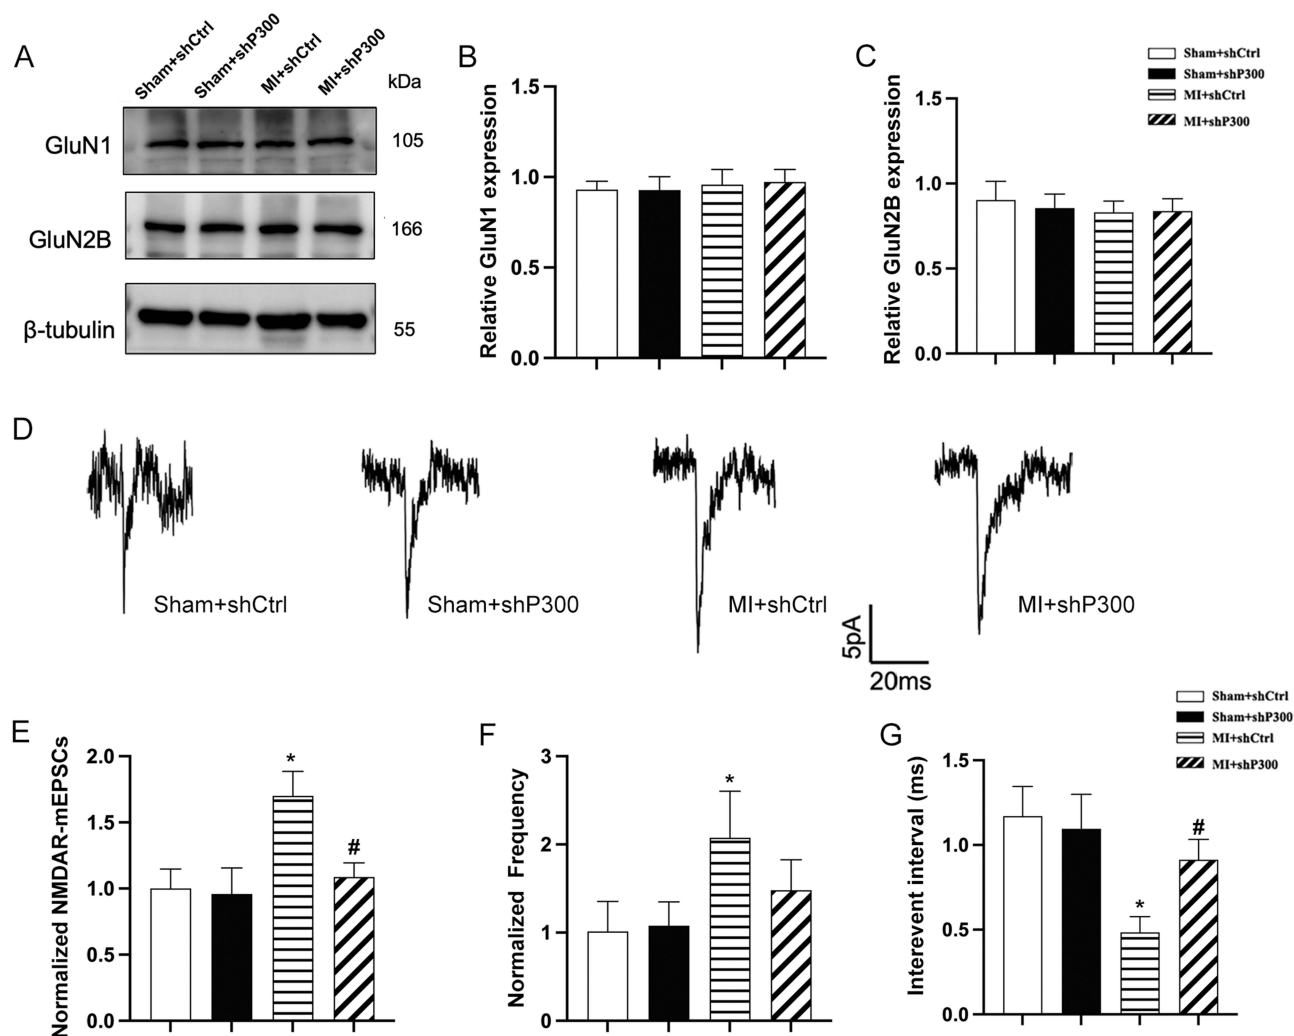 A
Sham+shCtrl
Sham+shP300
MI+shCtrl
MI+shP300
kDa
GluN1
105
GluN2B
166
β-tubulin
55
B
Relative GluN1 expression
1.5
1.0
0.5
0.0
C
Relative GluN2B expression
1.5
1.0
0.5
0.0
Sham+shCtrl
Sham+shP300
MI+shCtrl
MI+shP300
D
Sham+shCtrl
Sham+shP300
MI+shCtrl
MI+shP300
5pA
20ms
E
Normalized NMDAR-mEPSCs
2.0
1.5
1.0
0.5
0.0
*
#
F
Normalized Frequency
3
2
1
0
*
G
Interevent interval (ms)
1.5
1.0
0.5
0.0
*
#
Sham+shCtrl
Sham+shP300
MI+shCtrl
MI+shP300